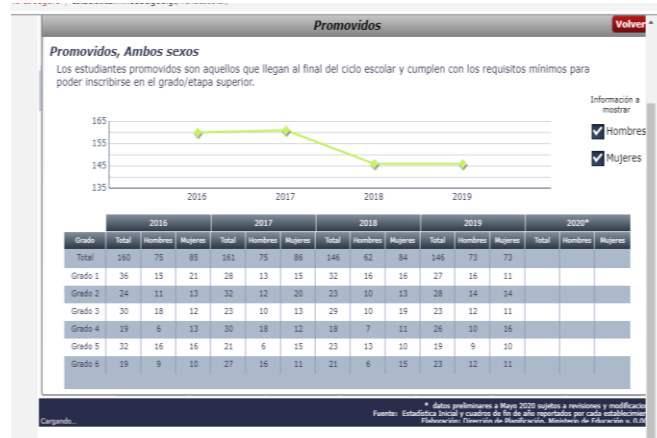 Promovidos
Volver
Promovidos, Ambos sexos
Los estudiantes promovidos son aquellos que llegan al final del ciclo escolar y cumplen con los requisitos mínimos para
poder inscribirse en el grado/etapa superior.
Información a
mostrar
Hombres
Mujeres
165
155
145
135
2016 2017 2018 2019
2016 2017 2018 2019 2020*
Grado Total Hombres Mujeres Total Hombres Mujeres Total Hombres Mujeres Total Hombres Mujeres Total Hombres Mujeres
Total 160 75 85 161 75 86 146 62 84 146 73 73
Grado 1 36 15 21 28 13 15 32 16 16 27 16 11
Grado 2 24 11 13 32 12 20 23 10 13 28 14 14
Grado 3 30 18 12 23 10 13 29 10 19 23 12 11
Grado 4 19 6 13 30 18 12 18 7 11 26 10 16
Grado 5 32 16 16 21 6 15 23 13 10 19 9 10
Grado 6 19 9 10 27 16 11 21 6 15 23 12 11
* datos preliminares a Mayo 2020 sujetos a revisiones y modificacio
Fuente: Estadística Inicial y cuadros de fin de año reportados por cada establecimien
Elaboración: Dirección de Planificación, Ministerio de Educación v. 0.0
Cargando...